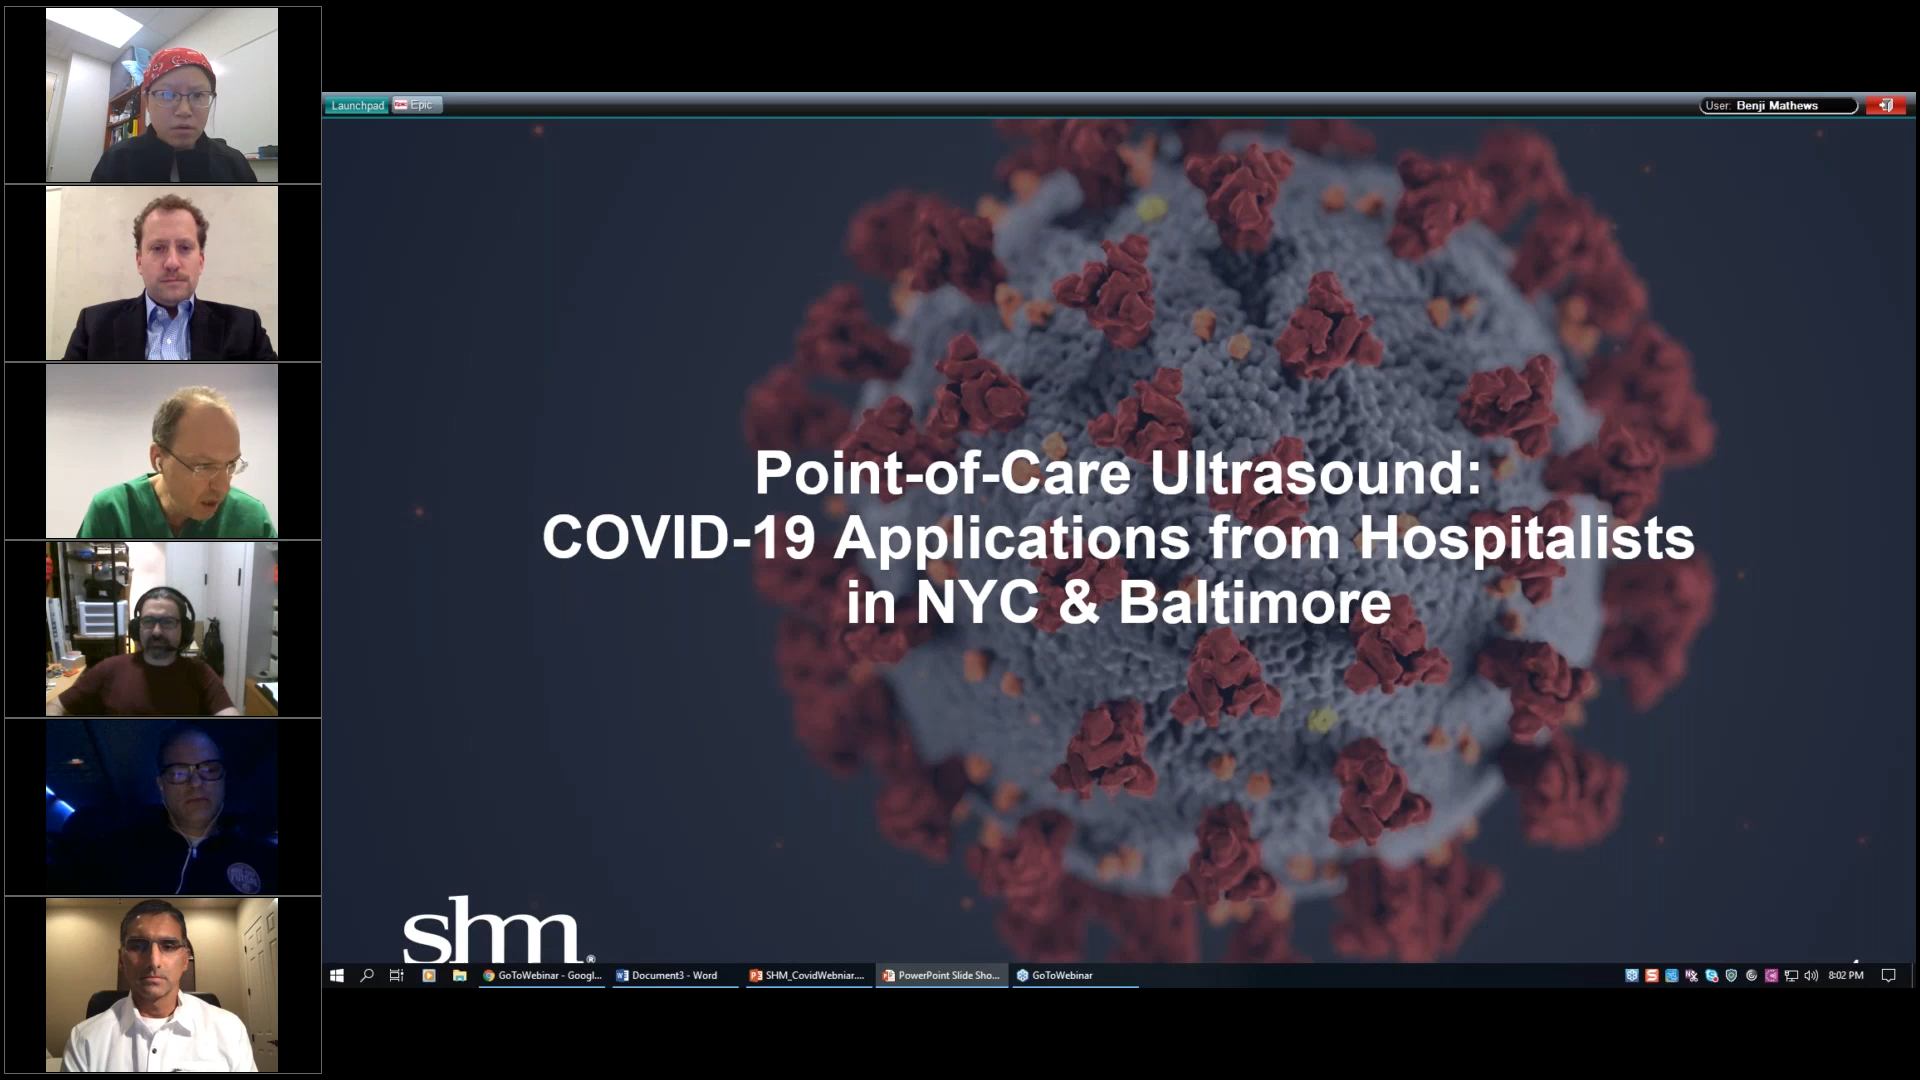 Launchpad
Epic
Epic
User: Benji Mathews
Point-of-Care Ultrasound:
COVID-19 Applications from Hospitalists
in NYC & Baltimore
shm®
GoToWebinar - Googl...
Document3 - Word
SHM_CovidWebniar....
PowerPoint Slide Sho...
GoToWebinar
8:02 PM